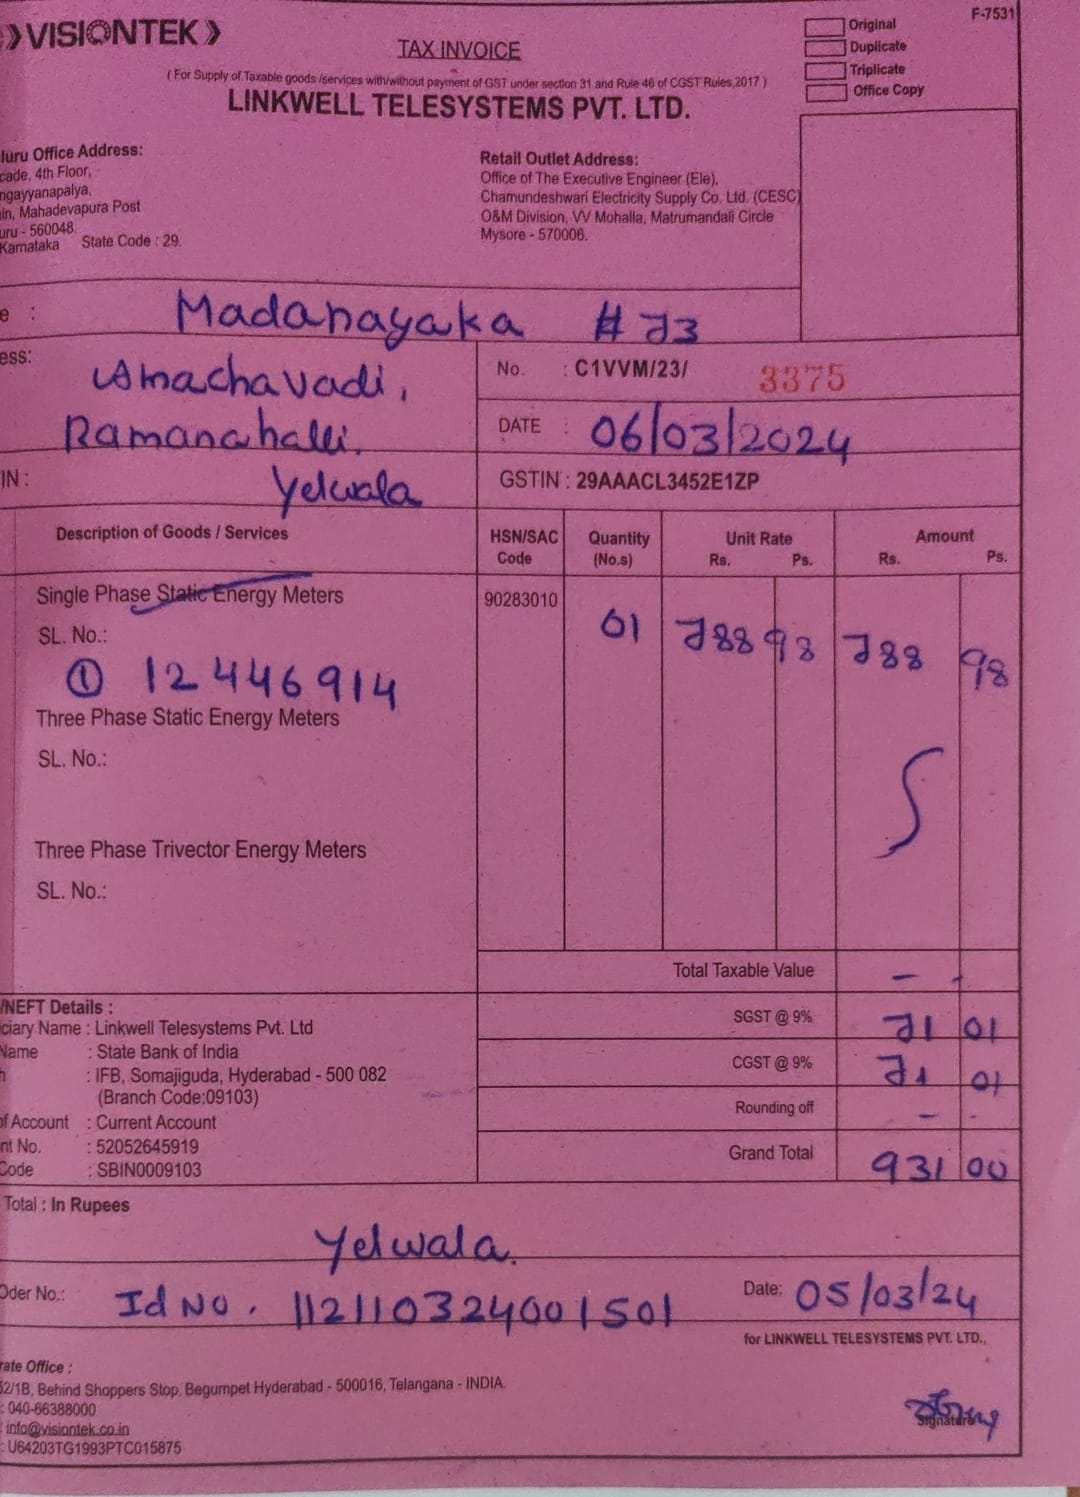 VISIONTEK
F-7531
TAX INVOICE
Original
Duplicate
Triplicate
Office Copy
( For Supply of Taxable goods /services with/without payment of GST under section 31 and Rule 46 of CGST Rules,2017 )
LINKWELL TELESYSTEMS PVT. LTD.
luru Office Address:
cade, 4th Floor,
ngayyanapalya,
in, Mahadevapura Post
uru - 560048.
Karnataka State Code : 29.
Retail Outlet Address:
Office of The Executive Engineer (Ele),
Chamundeshwari Electricity Supply Co. Ltd. (CESC)
O&M Division, VV Mohalla, Matrumandali Circle
Mysore - 570006.
e : Madanayaka # 73
ess: Amachavadi,
Ramanahalli.
IN : Yelwala
No. : C1VVM/23/ 3375
DATE : 06/03/2024
GSTIN : 29AAACL3452E1ZP
Description of Goods / Services HSN/SAC Code Quantity (No.s) Unit Rate Rs. Ps. Amount Rs. Ps.
Single Phase Static Energy Meters 90283010 01 788 98 788 98
SL. No.:
① 12446914
Three Phase Static Energy Meters
SL. No.:
Three Phase Trivector Energy Meters
SL. No.:
Total Taxable Value - -
SGST @ 9% 71 01
CGST @ 9% 71 01
Rounding off - -
Grand Total 931 00
/NEFT Details :
ciary Name : Linkwell Telesystems Pvt. Ltd
Name : State Bank of India
h : IFB, Somajiguda, Hyderabad - 500 082
(Branch Code:09103)
of Account : Current Account
nt No. : 52052645919
Code : SBIN0009103
Total : In Rupees
Yelwala.
Oder No.: Id No. 112110324001501
Date: 05/03/24
for LINKWELL TELESYSTEMS PVT. LTD.,
rate Office :
2/1B, Behind Shoppers Stop, Begumpet Hyderabad - 500016, Telangana - INDIA.
: 040-66388000
: info@visiontek.co.in
: U64203TG1993PTC015875
Signature